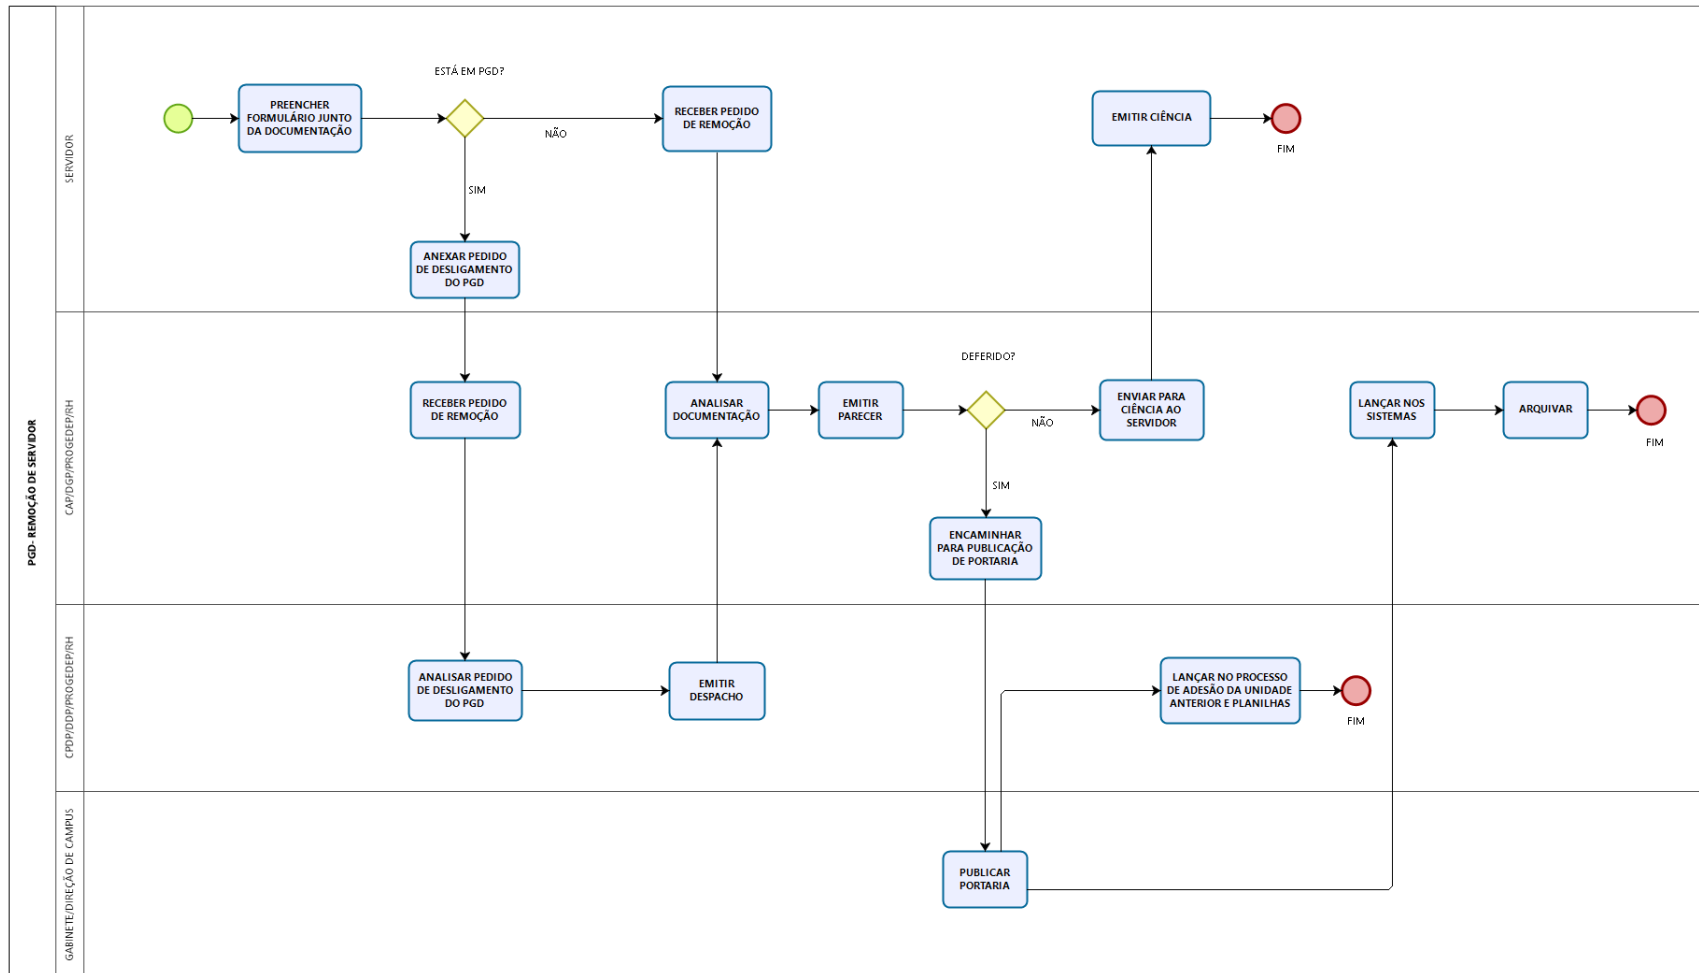 PGD- REMOÇÃO DE SERVIDOR
SERVIDOR
PREENCHER
FORMULÁRIO JUNTO
DA DOCUMENTAÇÃO
ESTÁ EM PGD?
NÃO
SIM
RECEBER PEDIDO
DE REMOÇÃO
ANEXAR PEDIDO
DE DESLIGAMENTO
DO PGD
EMITIR CIÊNCIA
FIM
CAP/DGP/PROGEDEP/RH
RECEBER PEDIDO
DE REMOÇÃO
ANALISAR
DOCUMENTAÇÃO
EMITIR
PARECER
DEFERIDO?
NÃO
SIM
ENVIAR PARA
CIÊNCIA AO
SERVIDOR
ENCAMINHAR
PARA PUBLICAÇÃO
DE PORTARIA
LANÇAR NOS
SISTEMAS
ARQUIVAR
FIM
CPDP/DDP/PROGEDEP/RH
ANALISAR PEDIDO
DE DESLIGAMENTO
DO PGD
EMITIR
DESPACHO
LANÇAR NO PROCESSO
DE ADESÃO DA UNIDADE
ANTERIOR E PLANILHAS
FIM
GABINETE/DIREÇÃO DE CAMPUS
PUBLICAR
PORTARIA